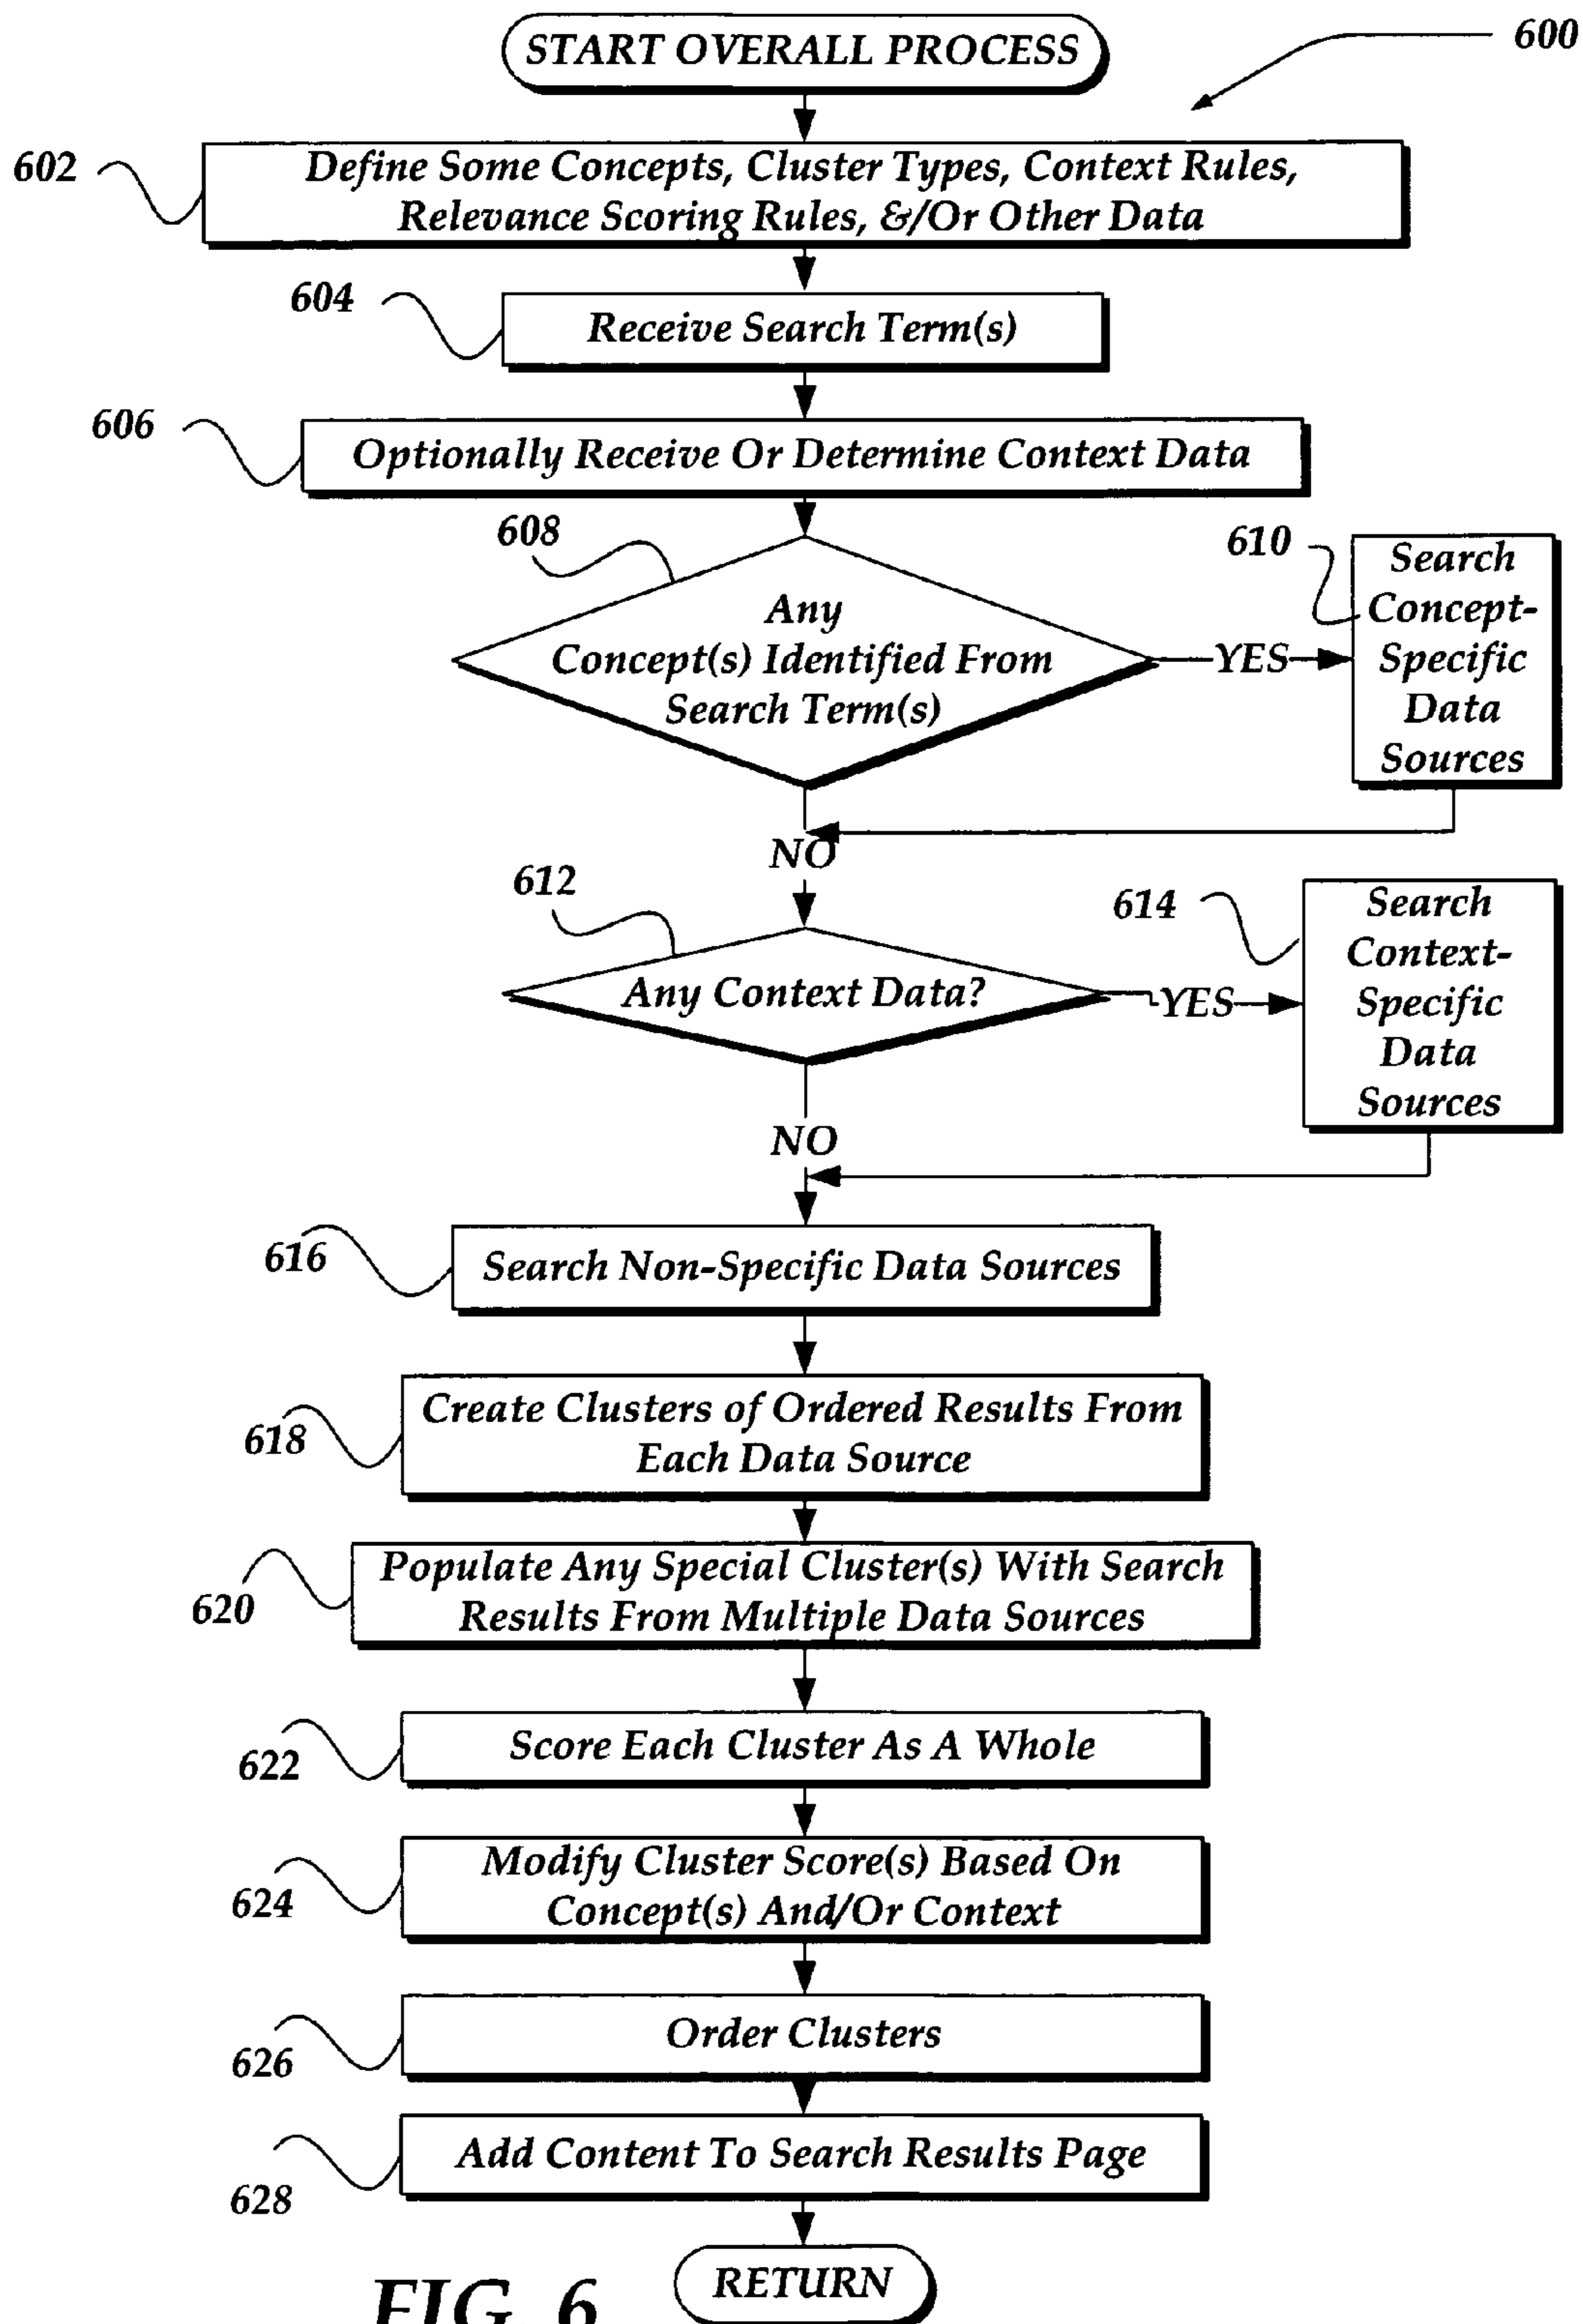 START OVERALL PROCESS
600
602
Define Some Concepts, Cluster Types, Context Rules,
Relevance Scoring Rules, &/Or Other Data
604
Receive Search Term(s)
606
Optionally Receive Or Determine Context Data
608
Any
Concept(s) Identified From
Search Term(s)
YES
610
Search
Concept-
Specific
Data
Sources
NO
612
Any Context Data?
YES
614
Search
Context-
Specific
Data
Sources
NO
616
Search Non-Specific Data Sources
618
Create Clusters of Ordered Results From
Each Data Source
620
Populate Any Special Cluster(s) With Search
Results From Multiple Data Sources
622
Score Each Cluster As A Whole
624
Modify Cluster Score(s) Based On
Concept(s) And/Or Context
626
Order Clusters
628
Add Content To Search Results Page
RETURN
FIG. 6